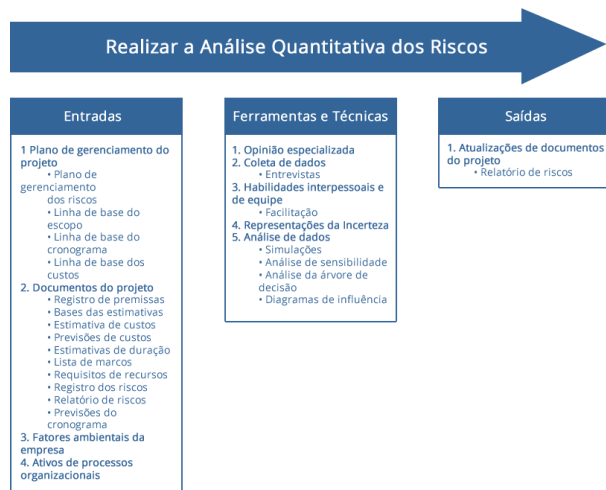 Realizar a Análise Quantitativa dos Riscos
Entradas
1 Plano de gerenciamento do
projeto
• Plano de
gerenciamento
dos riscos
• Linha de base do
escopo
• Linha de base do
cronograma
• Linha de base dos
custos
2. Documentos do projeto
• Registro de premissas
• Bases das estimativas
• Estimativa de custos
• Previsões de custos
• Estimativas de duração
• Lista de marcos
• Requisitos de recursos
• Registro dos riscos
• Relatório de riscos
• Previsões do
cronograma
3. Fatores ambientais da
empresa
4. Ativos de processos
organizacionais
Ferramentas e Técnicas
1. Opinião especializada
2. Coleta de dados
• Entrevistas
3. Habilidades interpessoais e
de equipe
• Facilitação
4. Representações da Incerteza
5. Análise de dados
• Simulações
• Análise de sensibilidade
• Análise da árvore de
decisão
• Diagramas de influência
Saídas
1. Atualizações de documentos
do projeto
• Relatório de riscos